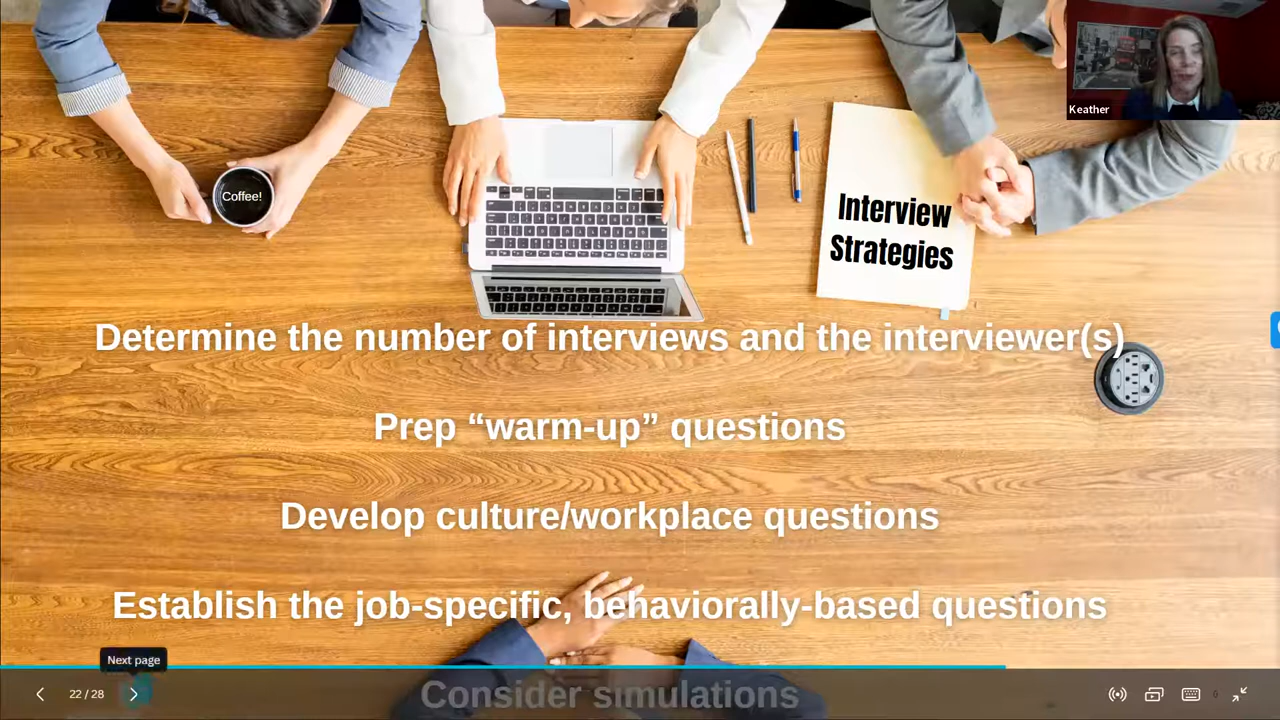 Keather
Coffee!
Interview
Strategies
Determine the number of interviews and the interviewer(s)
Prep “warm-up” questions
Develop culture/workplace questions
Establish the job-specific, behaviorally-based questions
Next page
22 / 28
6
Consider simulations